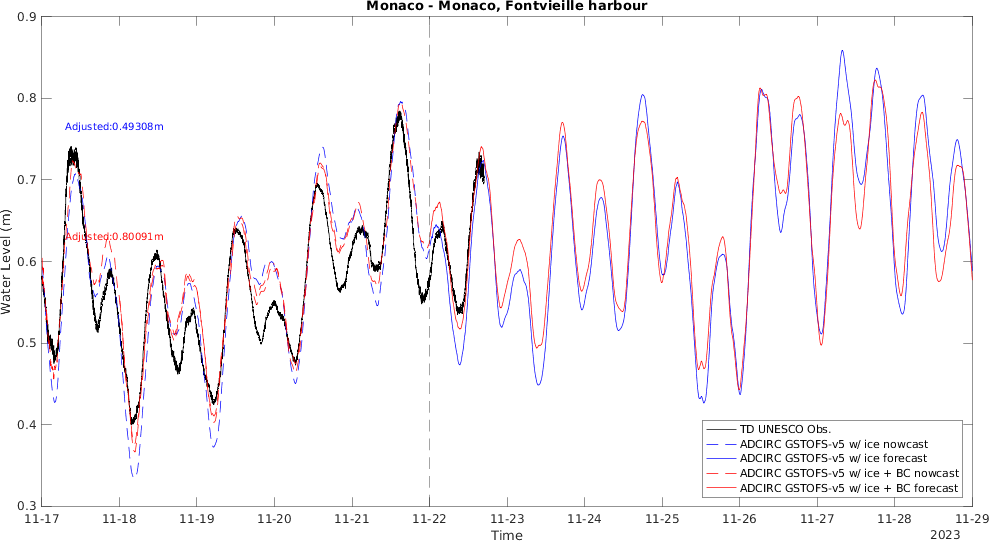 Monaco - Monaco, Fontvieille harbour
0.9
0.8
0.7
0.6
0.5
0.4
0.3
Water Level (m)
Adjusted:0.49308m
Adjusted:0.80091m
TD UNESCO Obs.
ADCIRC GSTOFS-v5 w/ ice nowcast
ADCIRC GSTOFS-v5 w/ ice forecast
ADCIRC GSTOFS-v5 w/ ice + BC nowcast
ADCIRC GSTOFS-v5 w/ ice + BC forecast
11-17 11-18 11-19 11-20 11-21 11-22 11-23 11-24 11-25 11-26 11-27 11-28 11-29
Time
2023